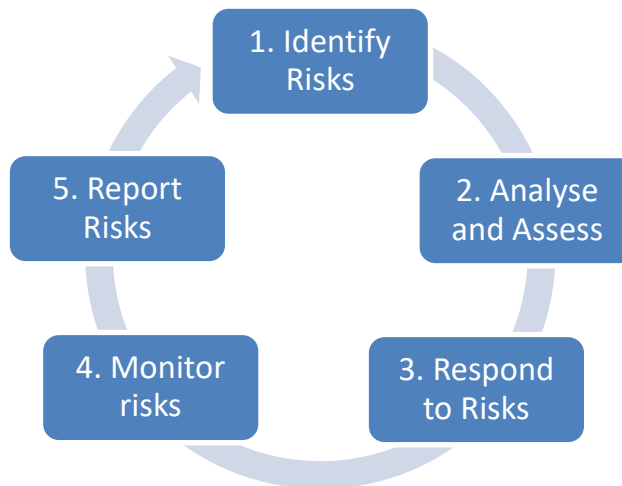 1. Identify
Risks
2. Analyse
and Assess
3. Respond
to Risks
4. Monitor
risks
5. Report
Risks